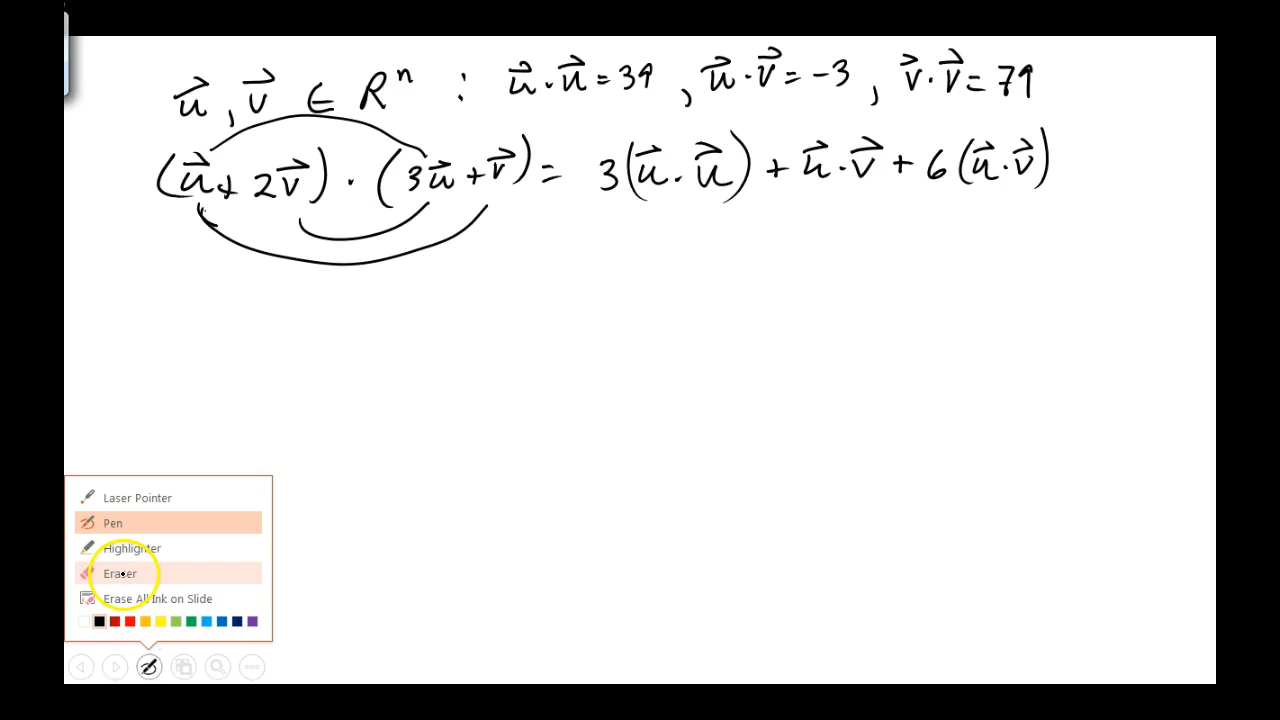 u⃗, v⃗ ∈ Rⁿ : u⃗·u⃗ = 39, u⃗·v⃗ = -3, v⃗·v⃗ = 79
(u⃗ + 2v⃗) · (3u⃗ + v⃗) = 3(u⃗·u⃗) + u⃗·v⃗ + 6(u⃗·v⃗)
Laser Pointer
Pen
Highlighter
Eraser
Erase All Ink on Slide